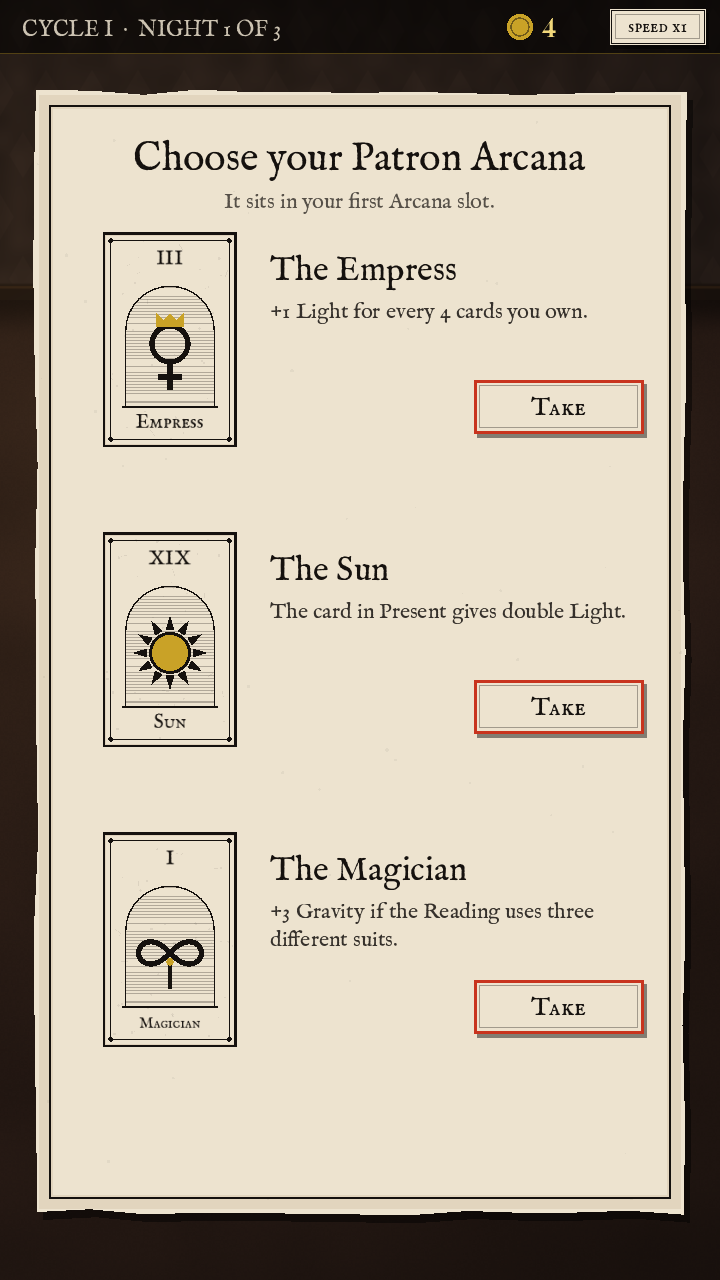 CYCLE I · NIGHT 1 OF 3
4
SPEED X1
Choose your Patron Arcana
It sits in your first Arcana slot.
III
EMPRESS
The Empress
+1 Light for every 4 cards you own.
TAKE
XIX
SUN
The Sun
The card in Present gives double Light.
TAKE
I
MAGICIAN
The Magician
+3 Gravity if the Reading uses three
different suits.
TAKE